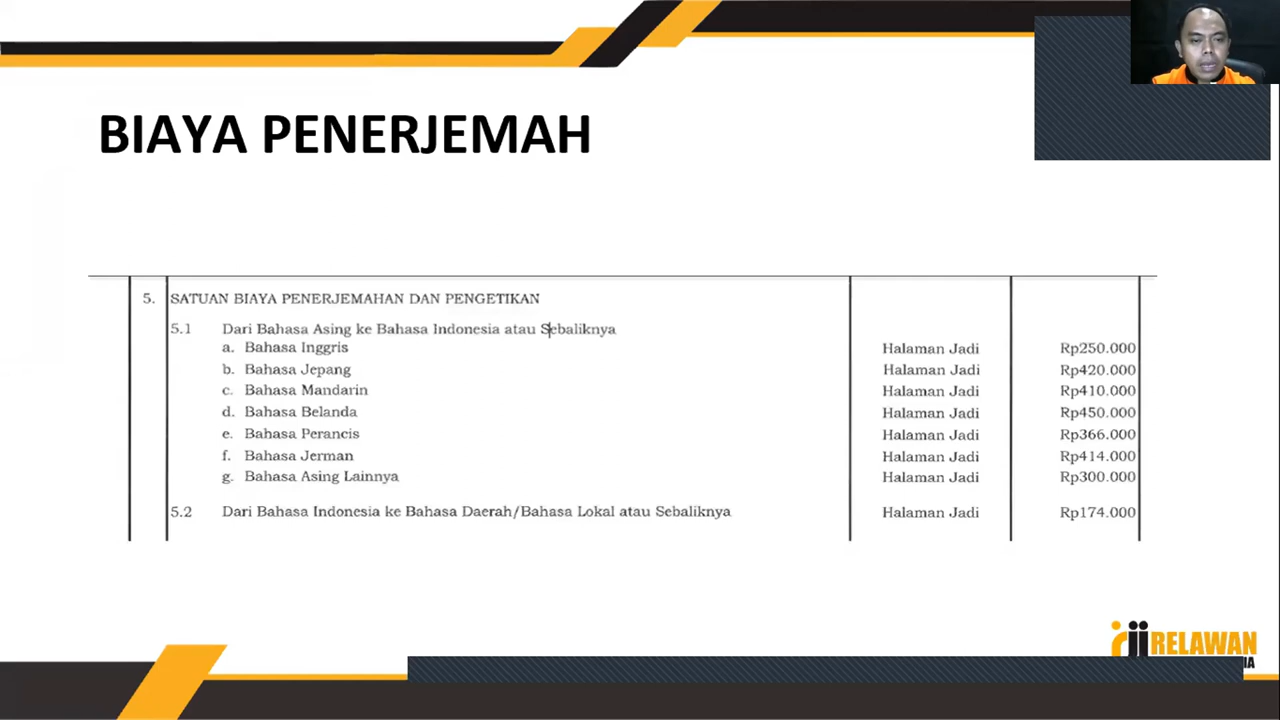 BIAYA PENERJEMAH
5. SATUAN BIAYA PENERJEMAHAN DAN PENGETIKAN
5.1 Dari Bahasa Asing ke Bahasa Indonesia atau Sebaliknya
a. Bahasa Inggris Halaman Jadi Rp250.000
b. Bahasa Jepang Halaman Jadi Rp420.000
c. Bahasa Mandarin Halaman Jadi Rp410.000
d. Bahasa Belanda Halaman Jadi Rp450.000
e. Bahasa Perancis Halaman Jadi Rp366.000
f. Bahasa Jerman Halaman Jadi Rp414.000
g. Bahasa Asing Lainnya Halaman Jadi Rp300.000
5.2 Dari Bahasa Indonesia ke Bahasa Daerah/Bahasa Lokal atau Sebaliknya Halaman Jadi Rp174.000
RELAWAN